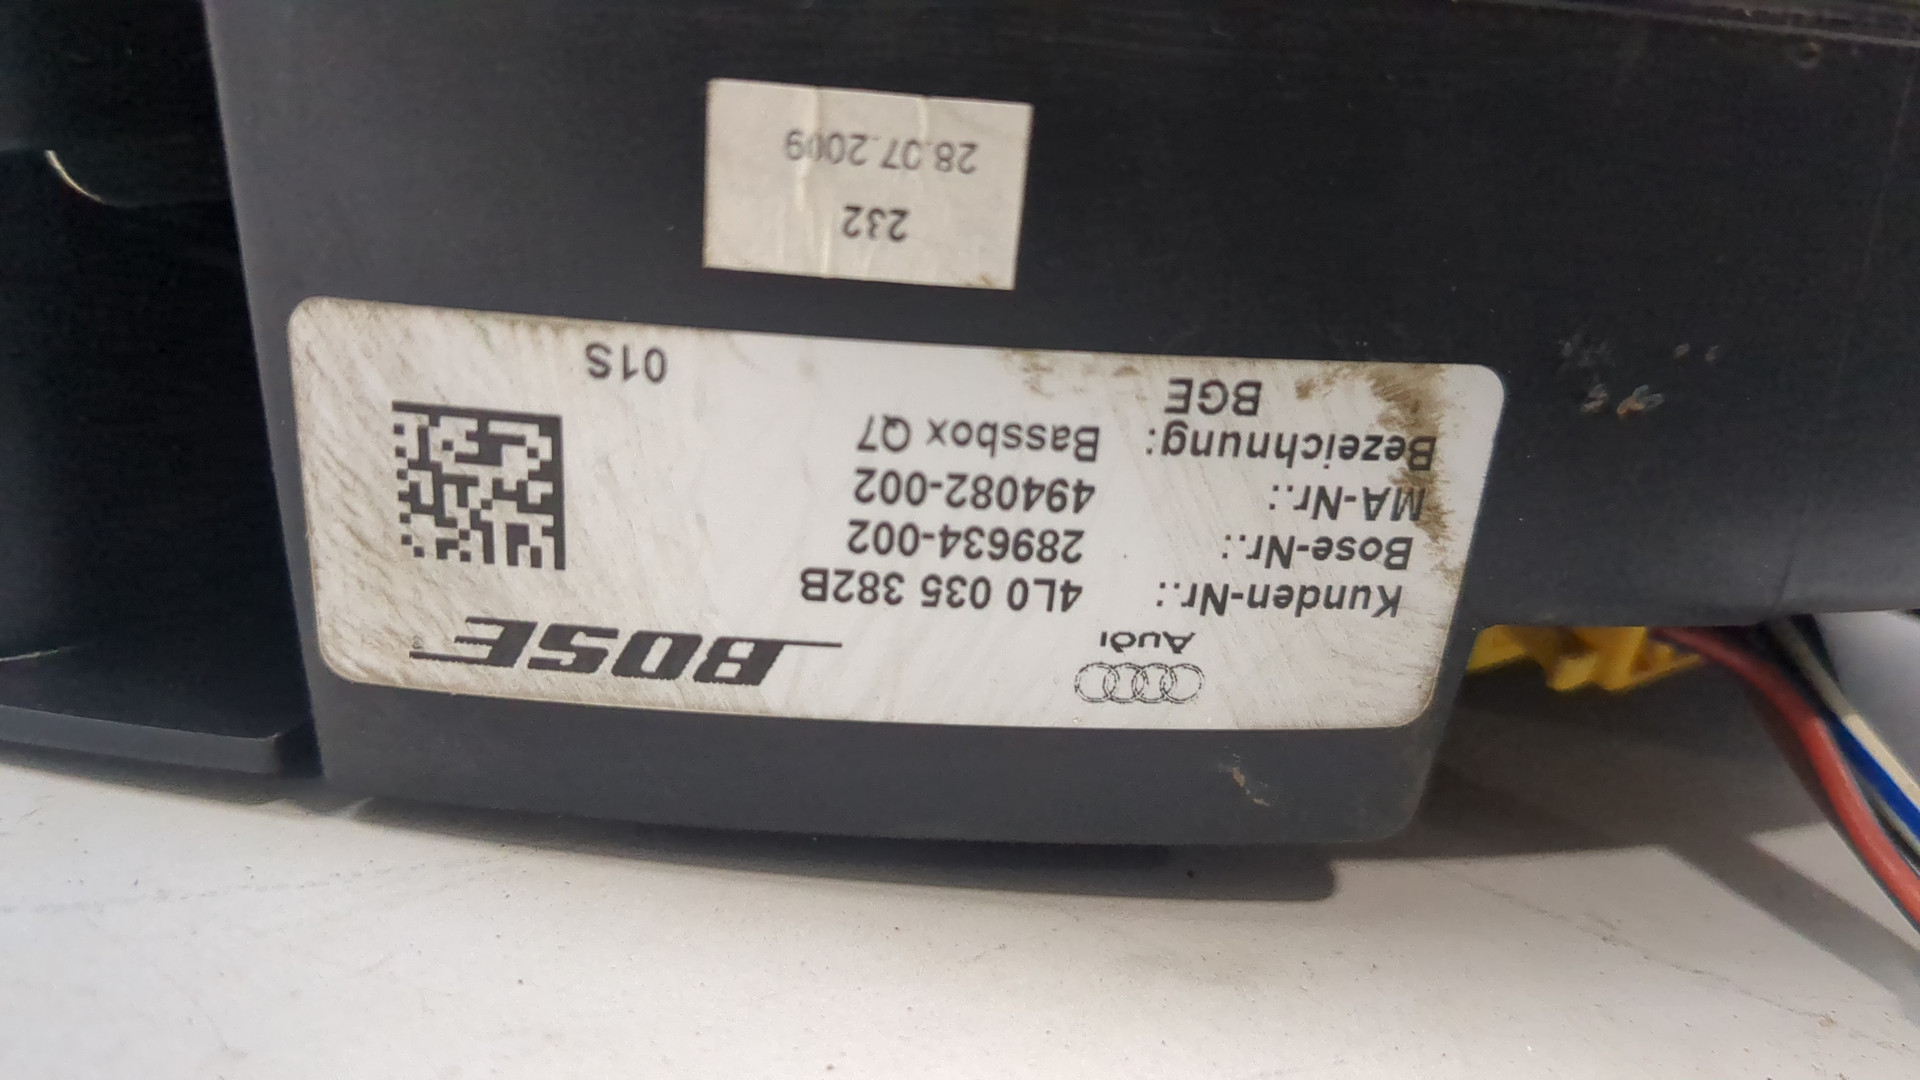 Audi BOSE®
Kunden-Nr.: 4L0 035 382B
Bose-Nr.: 289634-002
MA-Nr.: 494082-002
Bezeichnung: Bassbox Q7
BGE
01S
232
28.07.2009